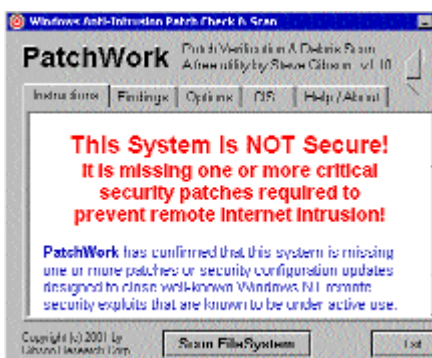 Windows Anti-Intrusion Patch Check & Scan
PatchWork
Patch Verification & Debris Scan
A free utility by Steve Gibson v1.10
Instructions
Findings
Options
CIS
Help / About
This System is NOT Secure!
It is missing one or more critical
security patches required to
prevent remote Internet Intrusion!
PatchWork has confirmed that this system is missing
one or more patches or security configuration updates
designed to close well-known Windows NT remote
security exploits that are known to be under active use.
Copyright (c) 2001 by
Gibson Research Corp.
Scan FileSystem
Exit